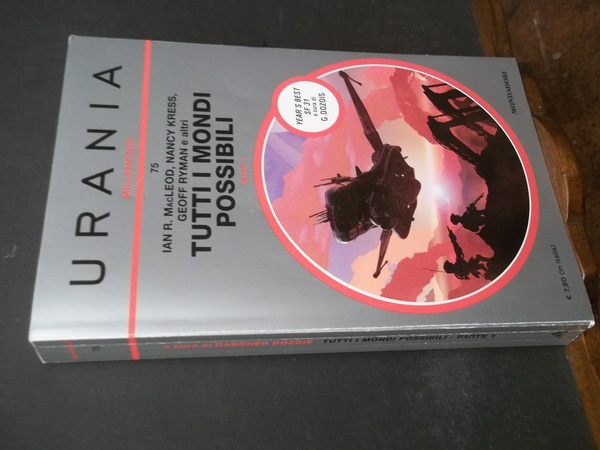 URANIA
MILLEMONDI
75
IAN R. MACLEOD, NANCY KRESS,
GEOFF RYMAN e altri
TUTTI I MONDI
POSSIBILI
YEAR'S BEST
SF 31
a cura di
G. DOZOIS
MONDADORI
€ 7,90 (in Italia)
a cura di GARDNER DOZOIS TUTTI I MONDI POSSIBILI - PARTE 1